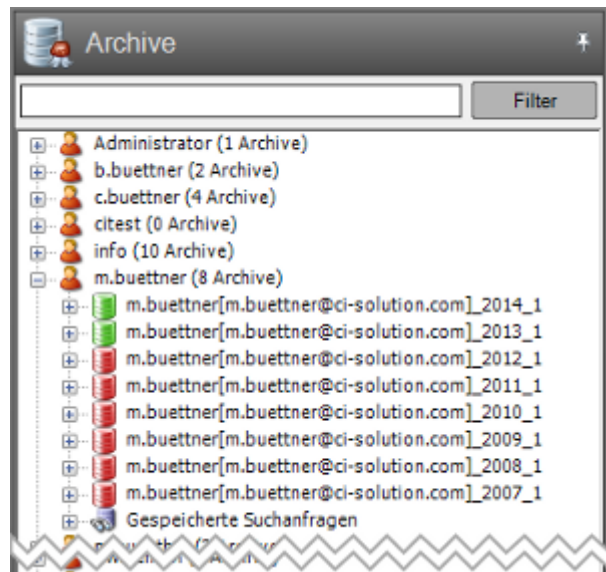 Archive
Filter
Administrator (1 Archive)
b.buettner (2 Archive)
c.buettner (4 Archive)
citest (0 Archive)
info (10 Archive)
m.buettner (8 Archive)
m.buettner[m.buettner@ci-solution.com]_2014_1
m.buettner[m.buettner@ci-solution.com]_2013_1
m.buettner[m.buettner@ci-solution.com]_2012_1
m.buettner[m.buettner@ci-solution.com]_2011_1
m.buettner[m.buettner@ci-solution.com]_2010_1
m.buettner[m.buettner@ci-solution.com]_2009_1
m.buettner[m.buettner@ci-solution.com]_2008_1
m.buettner[m.buettner@ci-solution.com]_2007_1
Gespeicherte Suchanfragen